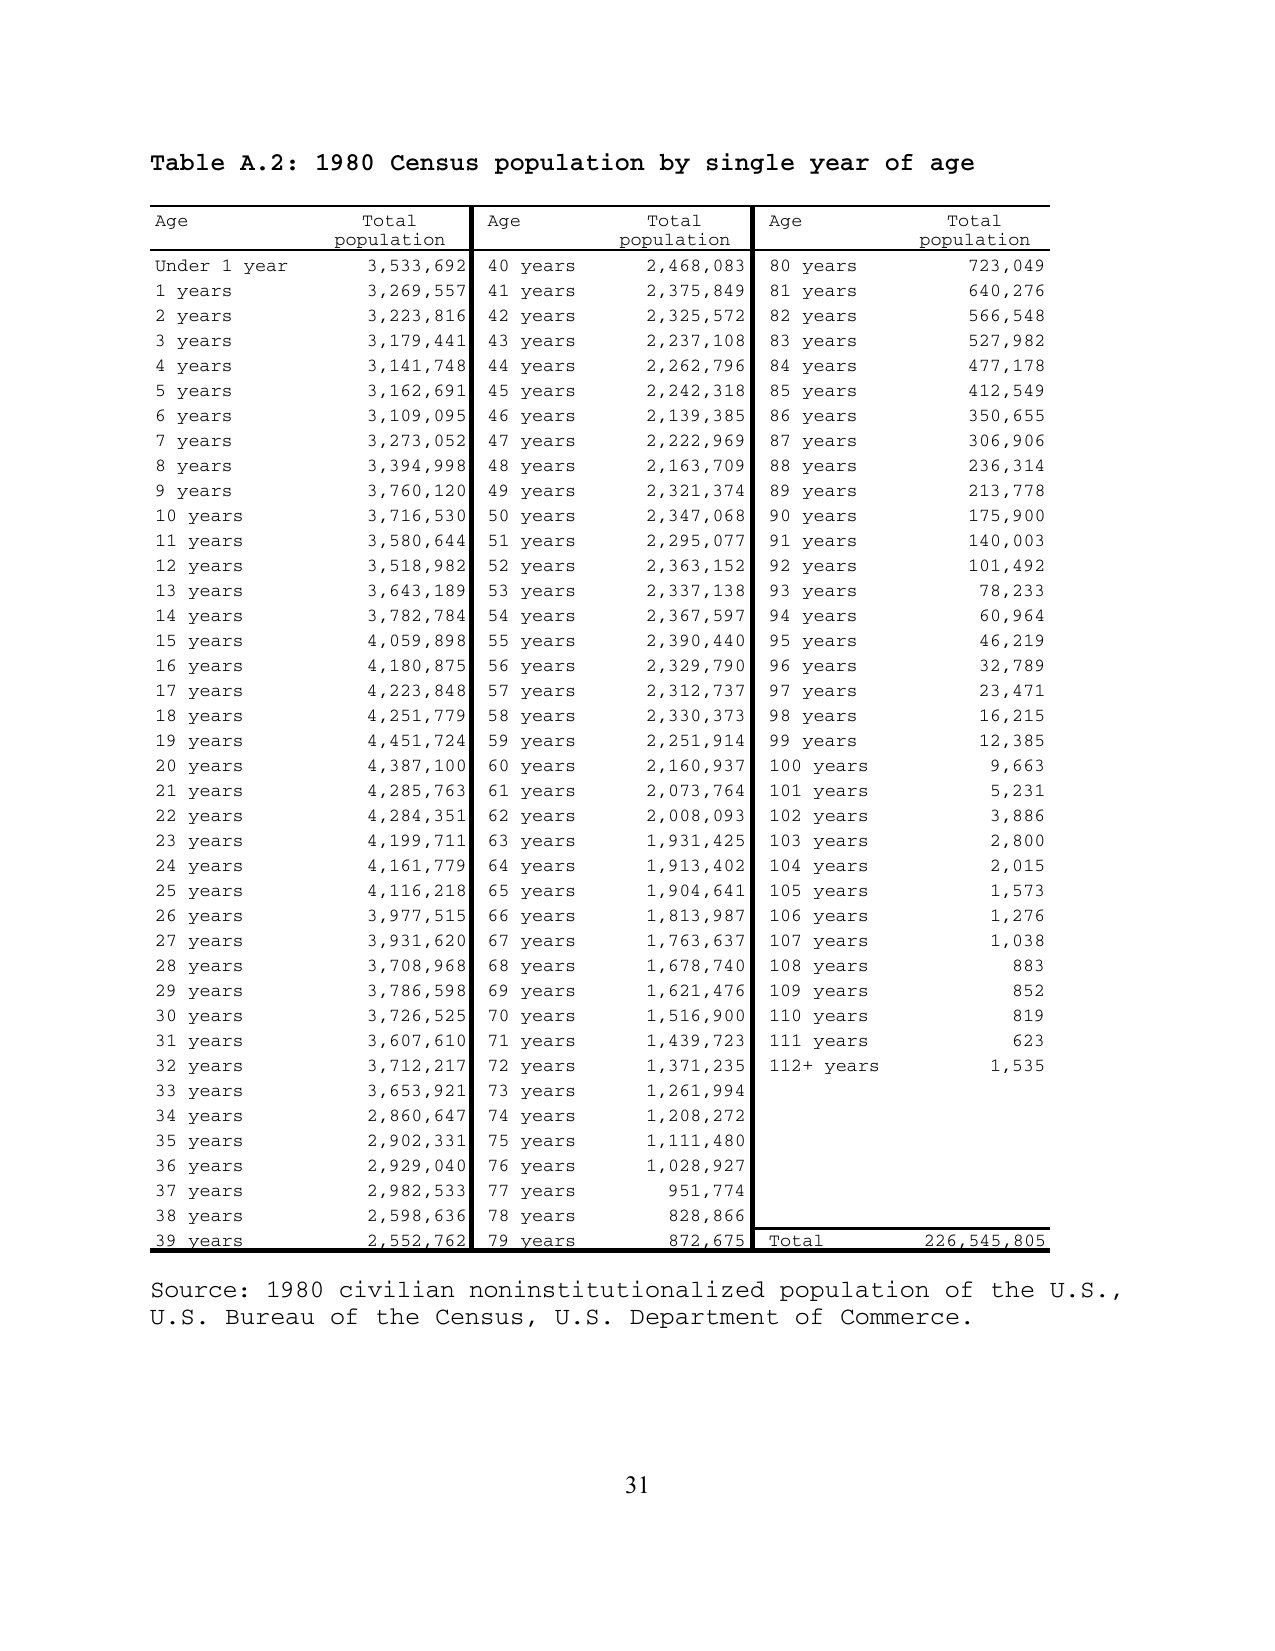 Table A.2: 1980 Census population by single year of age
Age Total population Age Total population Age Total population
Under 1 year 3,533,692 40 years 2,468,083 80 years 723,049
1 years 3,269,557 41 years 2,375,849 81 years 640,276
2 years 3,223,816 42 years 2,325,572 82 years 566,548
3 years 3,179,441 43 years 2,237,108 83 years 527,982
4 years 3,141,748 44 years 2,262,796 84 years 477,178
5 years 3,162,691 45 years 2,242,318 85 years 412,549
6 years 3,109,095 46 years 2,139,385 86 years 350,655
7 years 3,273,052 47 years 2,222,969 87 years 306,906
8 years 3,394,998 48 years 2,163,709 88 years 236,314
9 years 3,760,120 49 years 2,321,374 89 years 213,778
10 years 3,716,530 50 years 2,347,068 90 years 175,900
11 years 3,580,644 51 years 2,295,077 91 years 140,003
12 years 3,518,982 52 years 2,363,152 92 years 101,492
13 years 3,643,189 53 years 2,337,138 93 years 78,233
14 years 3,782,784 54 years 2,367,597 94 years 60,964
15 years 4,059,898 55 years 2,390,440 95 years 46,219
16 years 4,180,875 56 years 2,329,790 96 years 32,789
17 years 4,223,848 57 years 2,312,737 97 years 23,471
18 years 4,251,779 58 years 2,330,373 98 years 16,215
19 years 4,451,724 59 years 2,251,914 99 years 12,385
20 years 4,387,100 60 years 2,160,937 100 years 9,663
21 years 4,285,763 61 years 2,073,764 101 years 5,231
22 years 4,284,351 62 years 2,008,093 102 years 3,886
23 years 4,199,711 63 years 1,931,425 103 years 2,800
24 years 4,161,779 64 years 1,913,402 104 years 2,015
25 years 4,116,218 65 years 1,904,641 105 years 1,573
26 years 3,977,515 66 years 1,813,987 106 years 1,276
27 years 3,931,620 67 years 1,763,637 107 years 1,038
28 years 3,708,968 68 years 1,678,740 108 years 883
29 years 3,786,598 69 years 1,621,476 109 years 852
30 years 3,726,525 70 years 1,516,900 110 years 819
31 years 3,607,610 71 years 1,439,723 111 years 623
32 years 3,712,217 72 years 1,371,235 112+ years 1,535
33 years 3,653,921 73 years 1,261,994
34 years 2,860,647 74 years 1,208,272
35 years 2,902,331 75 years 1,111,480
36 years 2,929,040 76 years 1,028,927
37 years 2,982,533 77 years 951,774
38 years 2,598,636 78 years 828,866
39 years 2,552,762 79 years 872,675 Total 226,545,805
Source: 1980 civilian noninstitutionalized population of the U.S.,
U.S. Bureau of the Census, U.S. Department of Commerce.
31